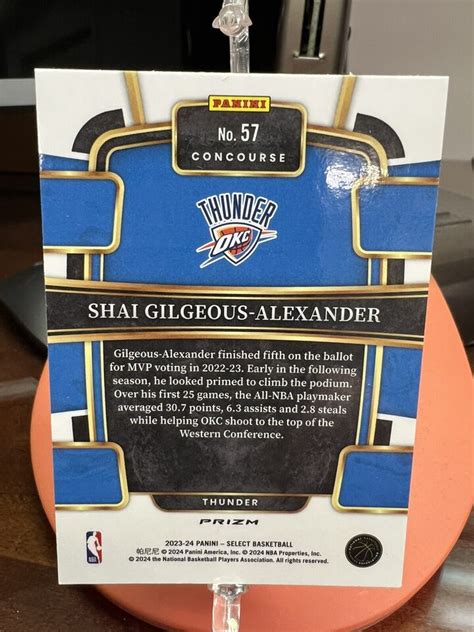 PANINI
No. 57
CONCOURSE
THUNDER
OKC
SHAI GILGEOUS-ALEXANDER
Gilgeous-Alexander finished fifth on the ballot
for MVP voting in 2022-23. Early in the following
season, he looked primed to climb the podium.
Over his first 25 games, the All-NBA playmaker
averaged 30.7 points, 6.3 assists and 2.8 steals
while helping OKC shoot to the top of the
Western Conference.
THUNDER
PRIZM
2023-24 PANINI – SELECT BASKETBALL
帕尼尼 © 2024 Panini America, Inc. © 2024 NBA Properties, Inc.
© 2024 the National Basketball Players Association. All rights reserved.
NBA